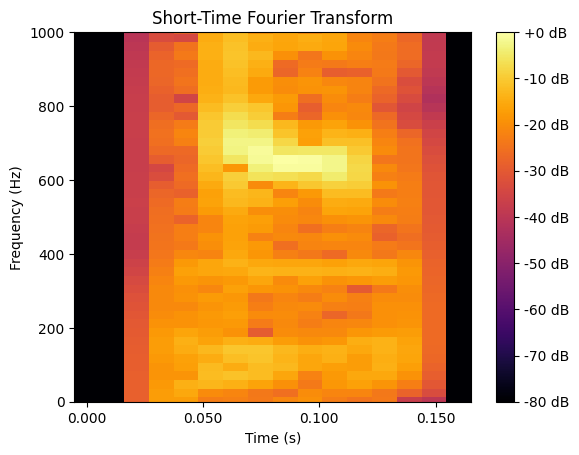 Short-Time Fourier Transform
1000
800
600
400
200
0
Frequency (Hz)
0.000
0.050
0.100
0.150
Time (s)
+0 dB
-10 dB
-20 dB
-30 dB
-40 dB
-50 dB
-60 dB
-70 dB
-80 dB